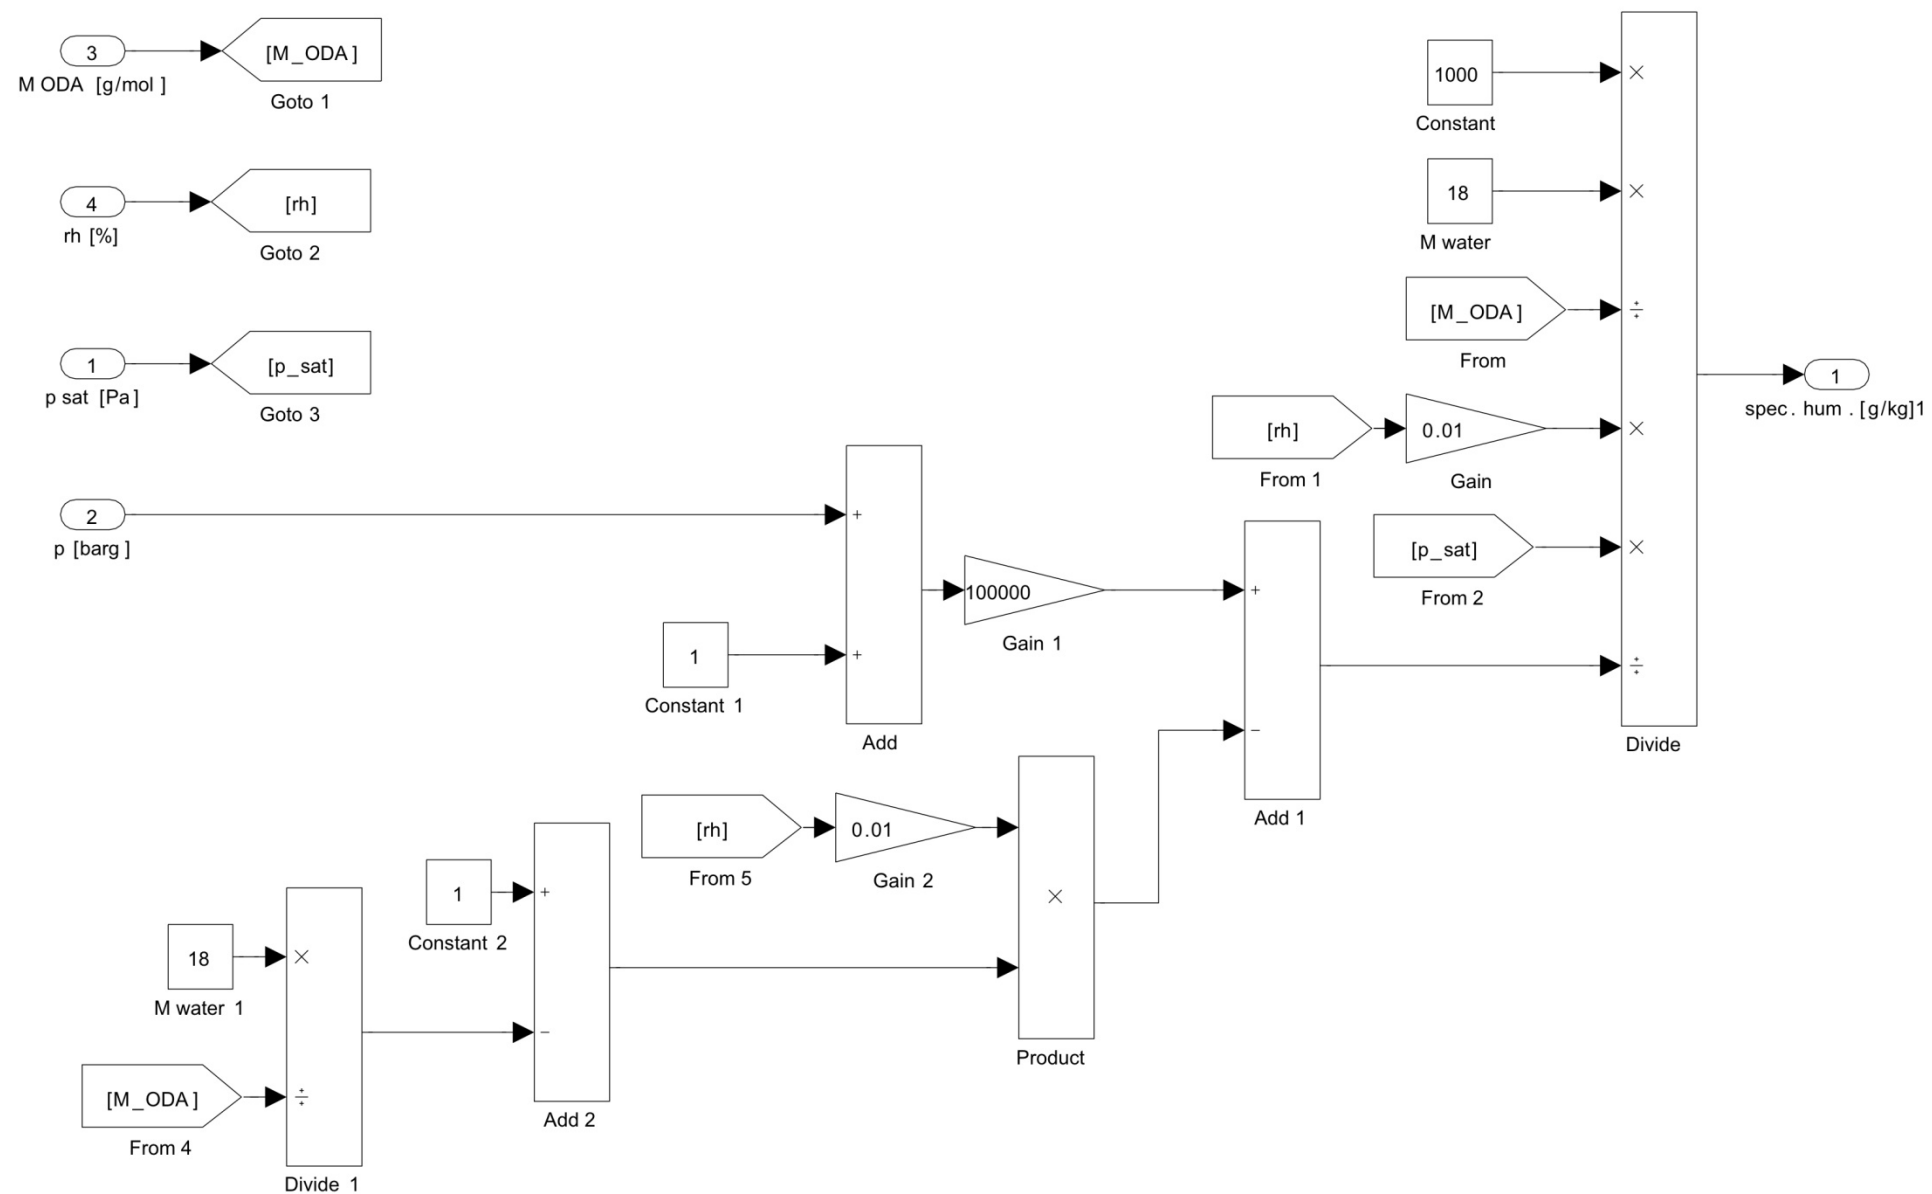 3
M ODA [g/mol ]
[M_ODA]
Goto 1
4
rh [%]
[rh]
Goto 2
1
p sat [Pa]
[p_sat]
Goto 3
2
p [barg ]
1000
×
Constant
18
×
M water
[M_ODA]
÷
From
[rh]
From 1
0.01
×
Gain
[p_sat]
×
From 2
÷
Divide
1
spec. hum . [g/kg]1
+
1
Constant 1
+
Add
100000
Gain 1
+
−
Add 1
[rh]
From 5
0.01
Gain 2
×
Product
1
Constant 2
+
−
Add 2
18
M water 1
×
[M_ODA]
From 4
÷
Divide 1